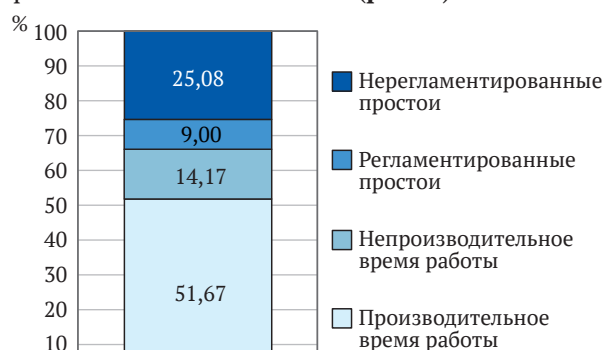 %
100
90
80
70
60
50
40
30
20
10
25,08
9,00
14,17
51,67
Нерегламентированные
простои
Регламентированные
простои
Непроизводительное
время работы
Производительное
время работы